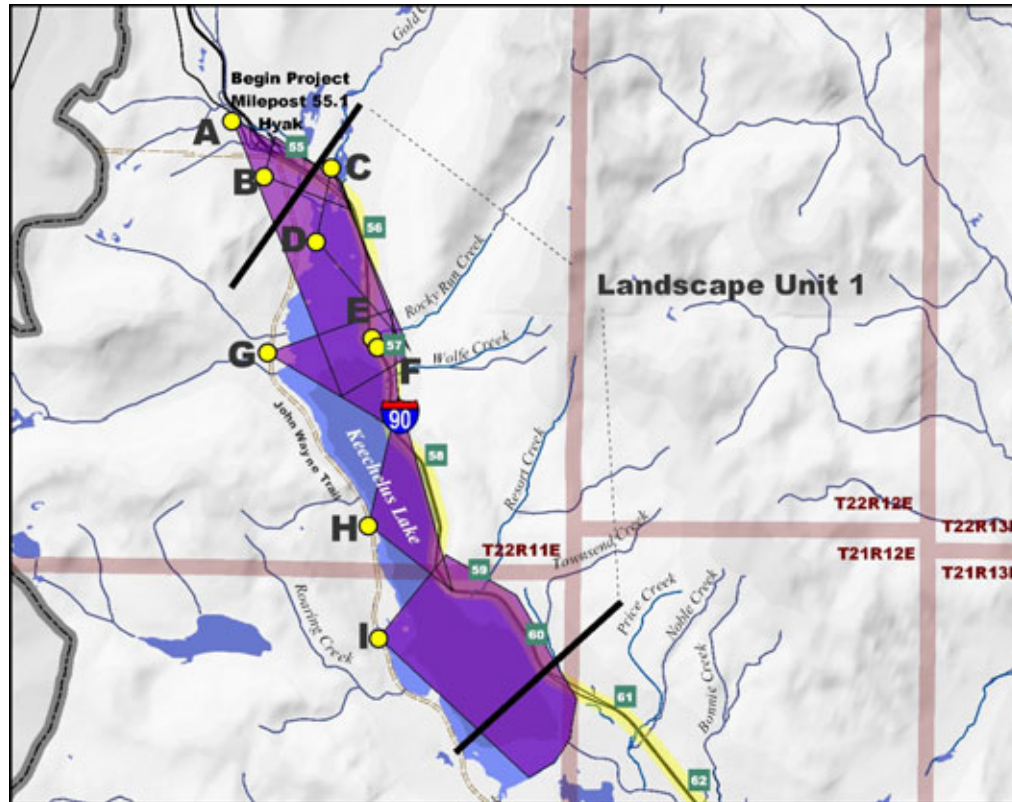 Gold C
Begin Project
Milepost 55.1
Hyak
A
55
B
C
56
D
Rocky Run Creek
Landscape Unit 1
E
57
G
F
Wolfe Creek
90
John Wayne Trail
Keechelus Lake
58
Resort Creek
H
T22R12E
T22R13
T22R11E
59
Townsend Creek
T21R12E
T21R13
Roaring Creek
I
60
Price Creek
Noble Creek
Bonnie Creek
61
62